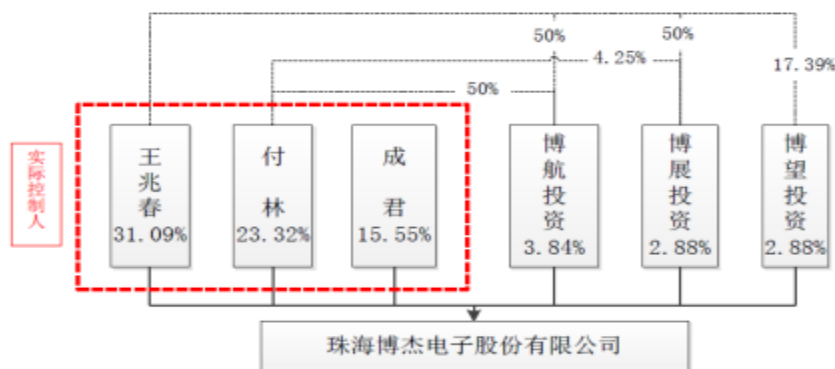 50%
50%
4.25%
17.39%
50%
实际控制人
王兆春
31.09%
付林
23.32%
成君
15.55%
博航投资
3.84%
博展投资
2.88%
博望投资
2.88%
珠海博杰电子股份有限公司